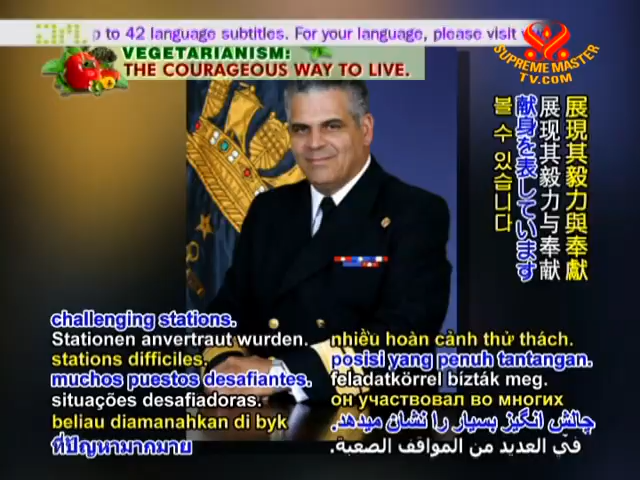 p to 42 language subtitles. For your language, please visit
VEGETARIANISM:
THE COURAGEOUS WAY TO LIVE.
SUPREME MASTER
TV.COM
展現其毅力與奉獻
展现其毅力与奉献
献身を表しています
볼 수 있습니다
challenging stations.
Stationen anvertraut wurden.
stations difficiles.
muchos puestos desafiantes.
situações desafiadoras.
beliau diamanahkan di byk
ที่ปัญหามากมาย
nhiều hoàn cảnh thử thách.
posisi yang penuh tantangan.
feladatkörrel bízták meg.
он участвовал во многих
چالش انگیز بسیار را نشان میدهد.
في العديد من المواقف الصعبة.